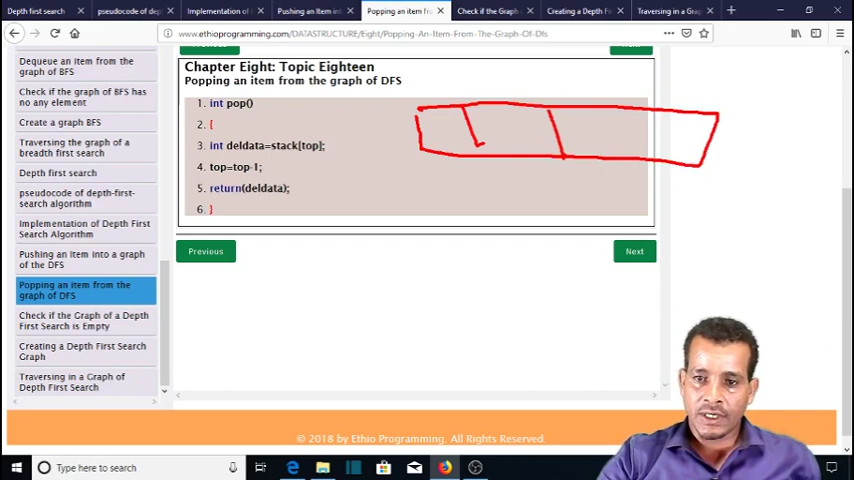 Depth first search
pseudocode of dep
Implementation of
Pushing an Item int
Popping an item fro
Check if the Graph
Creating a Depth Fi
Traversing in a Grap
www.ethioprogramming.com/DATASTRUCTURE/Eight/Popping-An-Item-From-The-Graph-Of-Dfs
Dequeue an item from the
graph of BFS
Check if the graph of BFS has
no any element
Create a graph BFS
Traversing the graph of a
breadth first search
Depth first search
pseudocode of depth-first-
search algorithm
Implementation of Depth First
Search Algorithm
Pushing an Item into a graph
of the DFS
Popping an item from the
graph of DFS
Check if the Graph of a Depth
First Search is Empty
Creating a Depth First Search
Graph
Traversing in a Graph of
Depth First Search
Chapter Eight: Topic Eighteen
Popping an item from the graph of DFS
1. int pop()
2. {
3. int deldata=stack[top];
4. top=top-1;
5. return(deldata);
6. }
Previous
Next
© 2018 by Ethio Programming. All Rights Reserved.
Type here to search